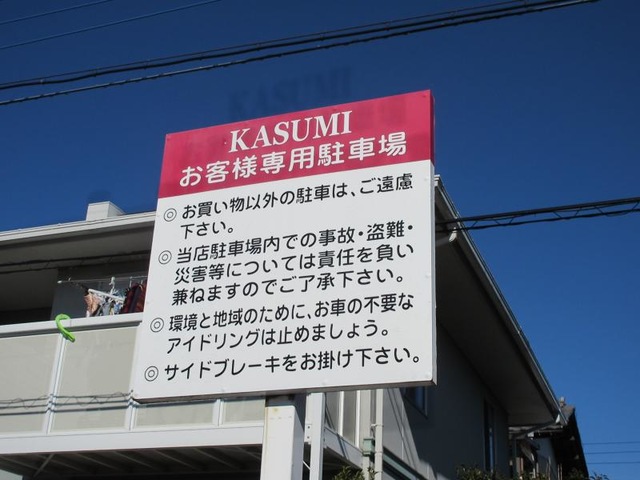 KASUMI
お客様専用駐車場
◎ お買い物以外の駐車は、ご遠慮
下さい。
◎ 当店駐車場内での事故・盗難・
災害等については責任を負い
兼ねますのでご了承下さい。
◎ 環境と地域のために、お車の不要な
アイドリングは止めましょう。
◎ サイドブレーキをお掛け下さい。